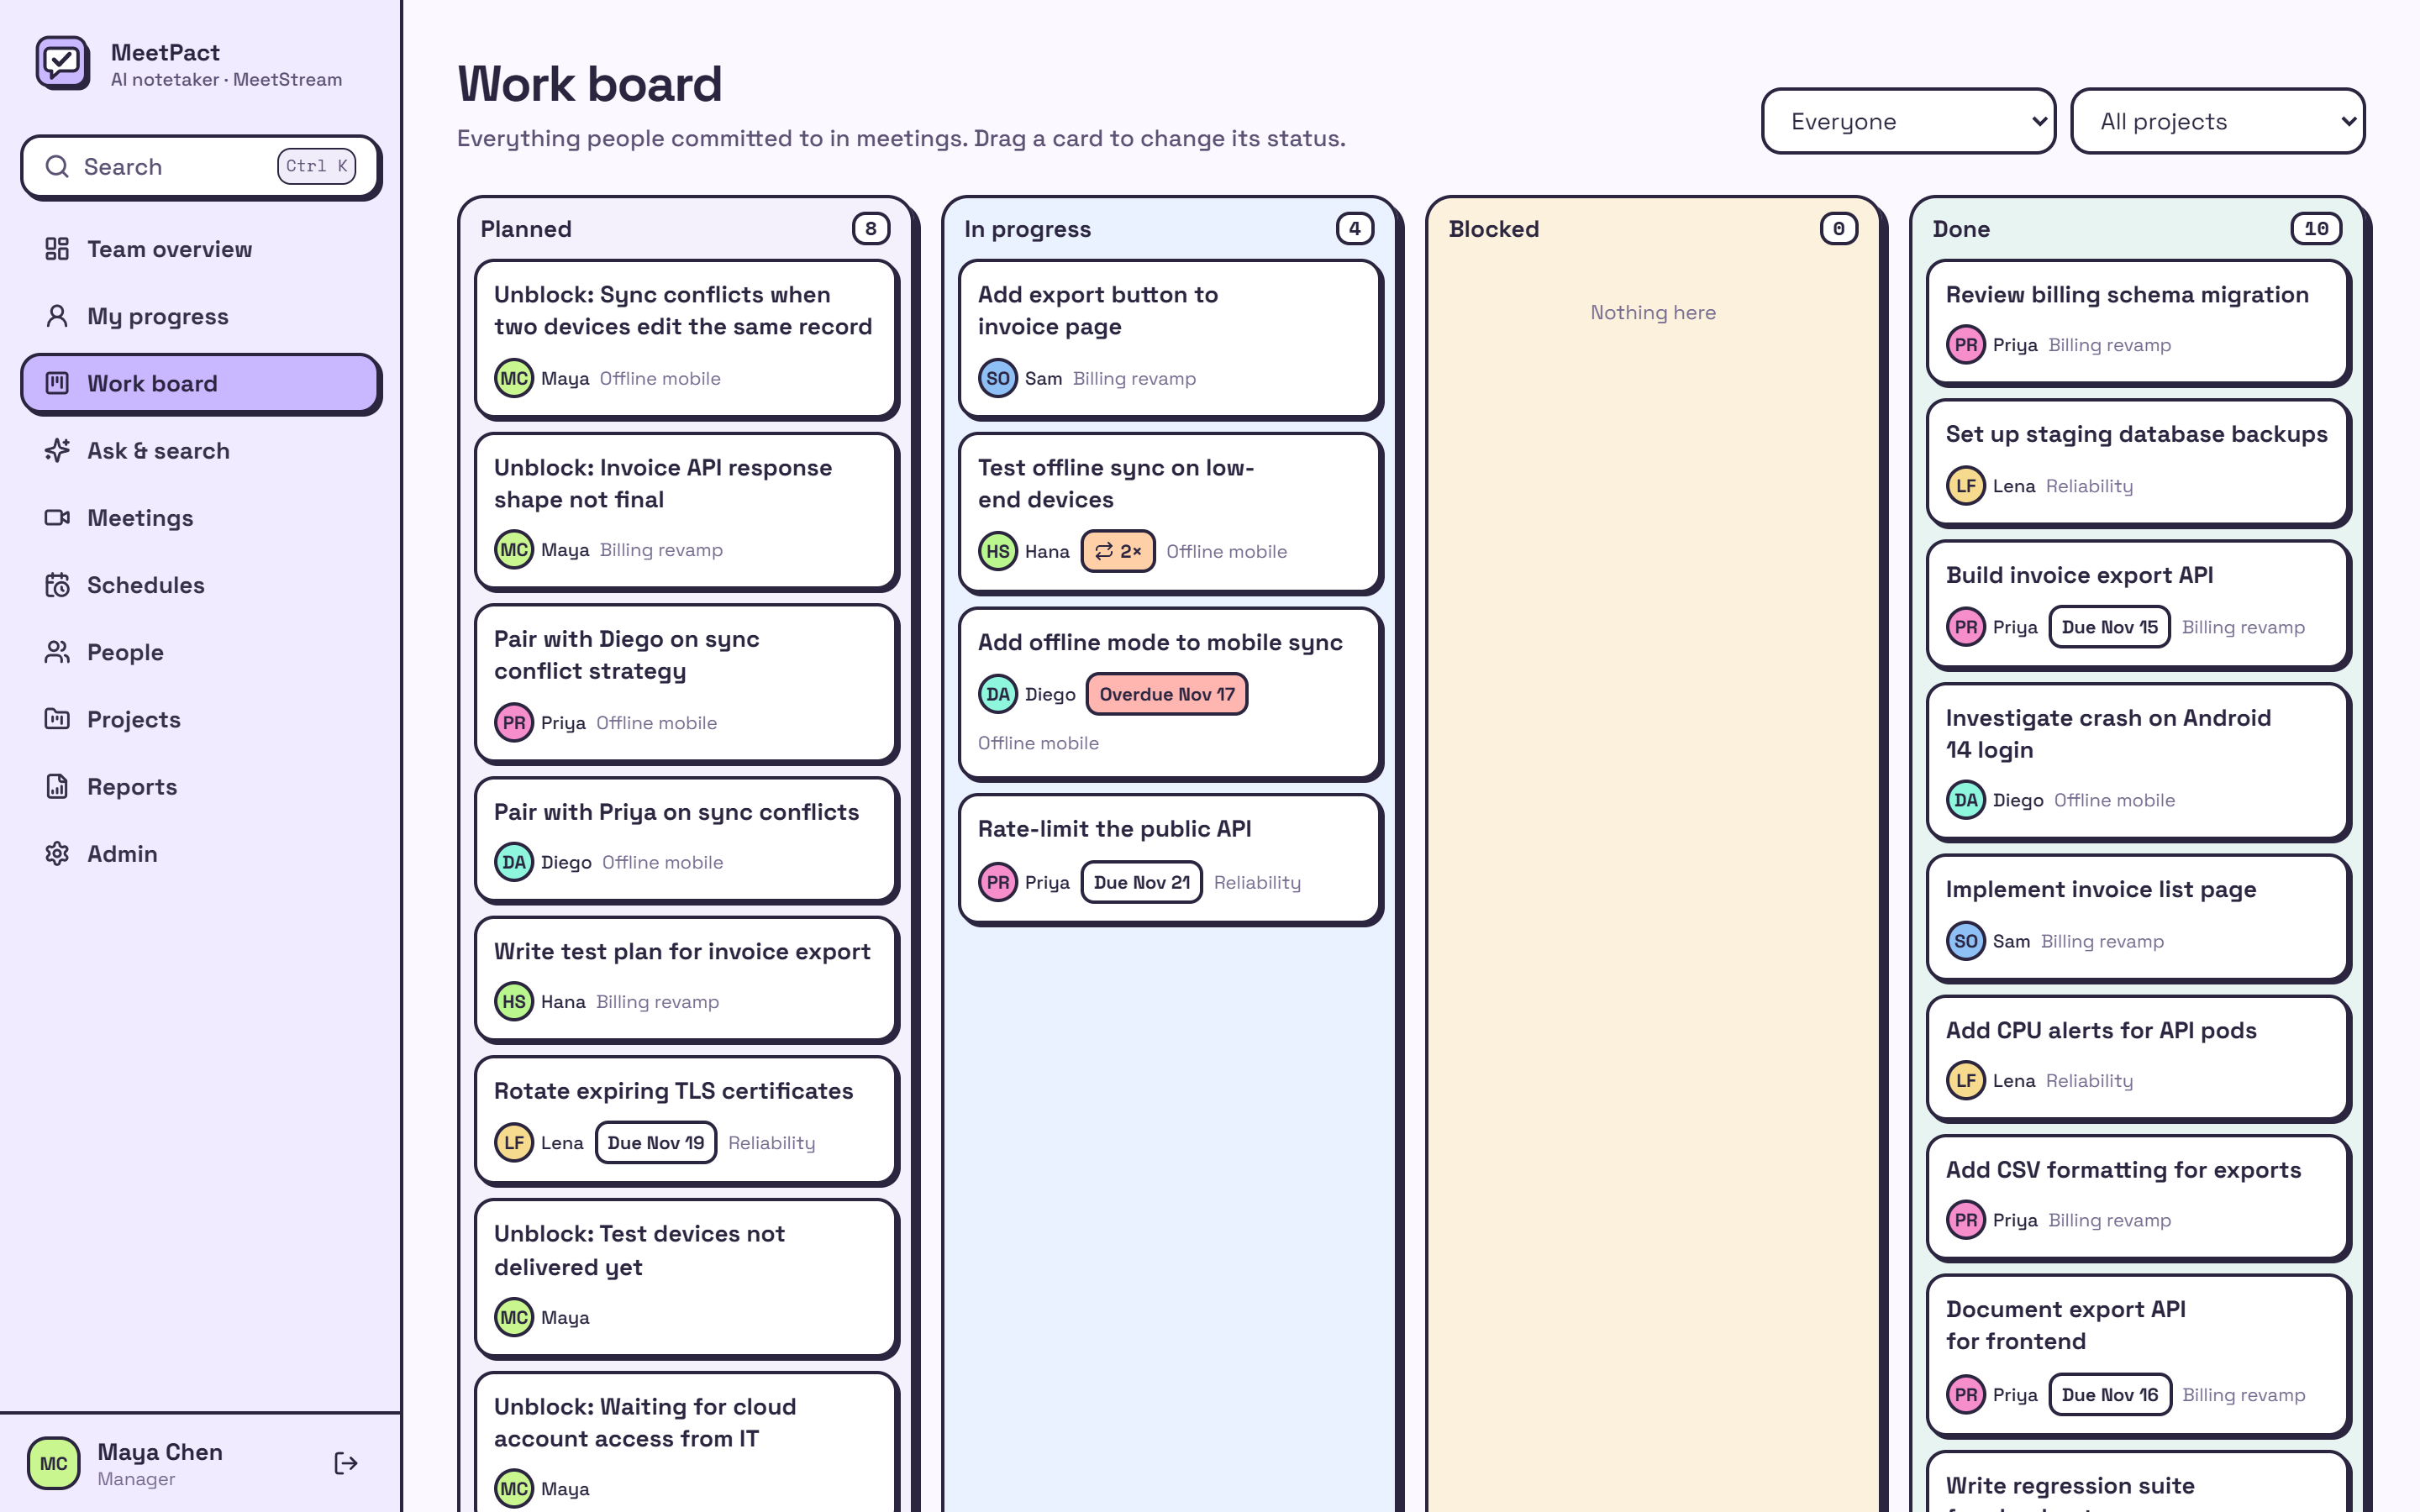 MeetPact
AI notetaker · MeetStream
Search
Ctrl K
Team overview
My progress
Work board
Ask & search
Meetings
Schedules
People
Projects
Reports
Admin
MC
Maya Chen
Manager
Work board
Everything people committed to in meetings. Drag a card to change its status.
Everyone
All projects
Planned
8
Unblock: Sync conflicts when
two devices edit the same record
MC Maya Offline mobile
Unblock: Invoice API response
shape not final
MC Maya Billing revamp
Pair with Diego on sync
conflict strategy
PR Priya Offline mobile
Pair with Priya on sync conflicts
DA Diego Offline mobile
Write test plan for invoice export
HS Hana Billing revamp
Rotate expiring TLS certificates
LF Lena Due Nov 19 Reliability
Unblock: Test devices not
delivered yet
MC Maya
Unblock: Waiting for cloud
account access from IT
MC Maya
In progress
4
Add export button to
invoice page
SO Sam Billing revamp
Test offline sync on low-
end devices
HS Hana 2× Offline mobile
Add offline mode to mobile sync
DA Diego Overdue Nov 17
Offline mobile
Rate-limit the public API
PR Priya Due Nov 21 Reliability
Blocked
0
Nothing here
Done
10
Review billing schema migration
PR Priya Billing revamp
Set up staging database backups
LF Lena Reliability
Build invoice export API
PR Priya Due Nov 15 Billing revamp
Investigate crash on Android
14 login
DA Diego Offline mobile
Implement invoice list page
SO Sam Billing revamp
Add CPU alerts for API pods
LF Lena Reliability
Add CSV formatting for exports
PR Priya Billing revamp
Document export API
for frontend
PR Priya Due Nov 16 Billing revamp
Write regression suite